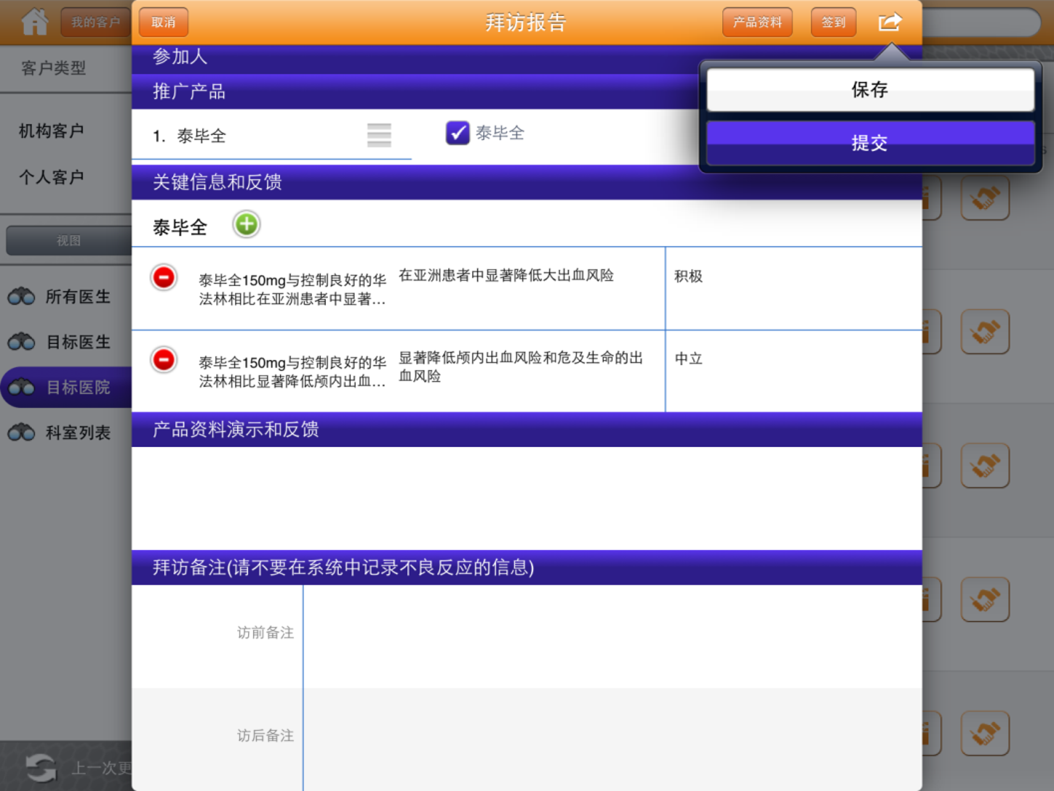 我的客户
取消
拜访报告
产品资料
签到
客户类型
机构客户
个人客户
视图
所有医生
目标医生
目标医院
科室列表
上一次更
参加人
推广产品
保存
提交
1. 泰毕全
泰毕全
关键信息和反馈
泰毕全
泰毕全150mg与控制良好的华
法林相比在亚洲患者中显著...
在亚洲患者中显著降低大出血风险
积极
泰毕全150mg与控制良好的华
法林相比显著降低颅内出血...
显著降低颅内出血风险和危及生命的出
血风险
中立
产品资料演示和反馈
拜访备注(请不要在系统中记录不良反应的信息)
访前备注
访后备注